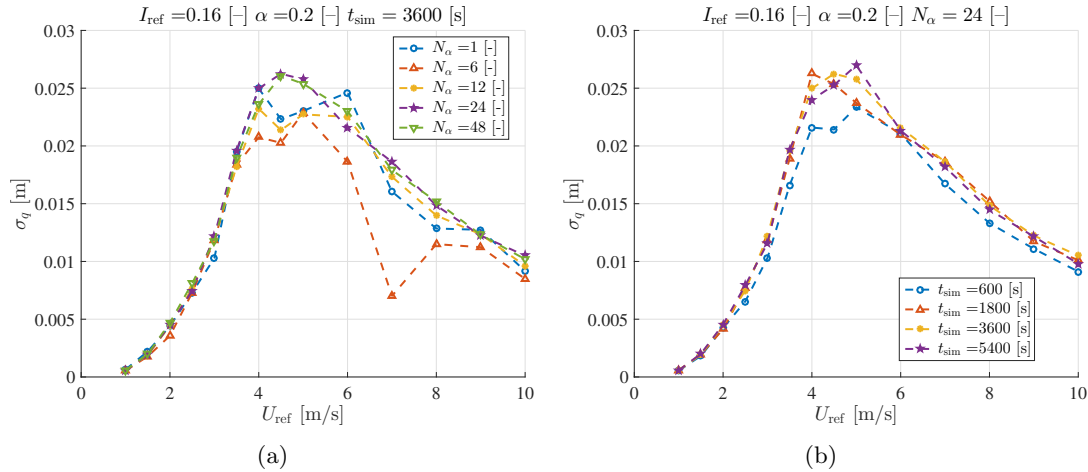 I_ref =0.16 [–] α=0.2 [–] t_sim = 3600 [s]
σ_q [m]
0.03
0.025
0.02
0.015
0.01
0.005
0
0 2 4 6 8 10
U_ref [m/s]
N_α =1 [-]
N_α =6 [-]
N_α =12 [-]
N_α =24 [-]
N_α =48 [-]
(a)
I_ref =0.16 [–] α=0.2 [–] N_α = 24 [–]
σ_q [m]
0.03
0.025
0.02
0.015
0.01
0.005
0
0 2 4 6 8 10
U_ref [m/s]
t_sim =600 [s]
t_sim =1800 [s]
t_sim =3600 [s]
t_sim =5400 [s]
(b)